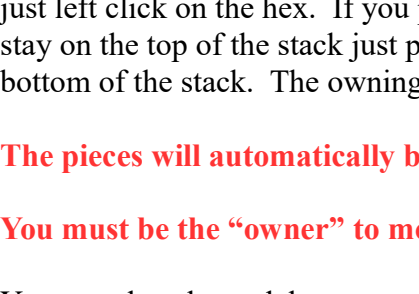 just left click on the hex. If you
stay on the top of the stack just
bottom of the stack. The owning
The pieces will automatically
You must be the “owner” to